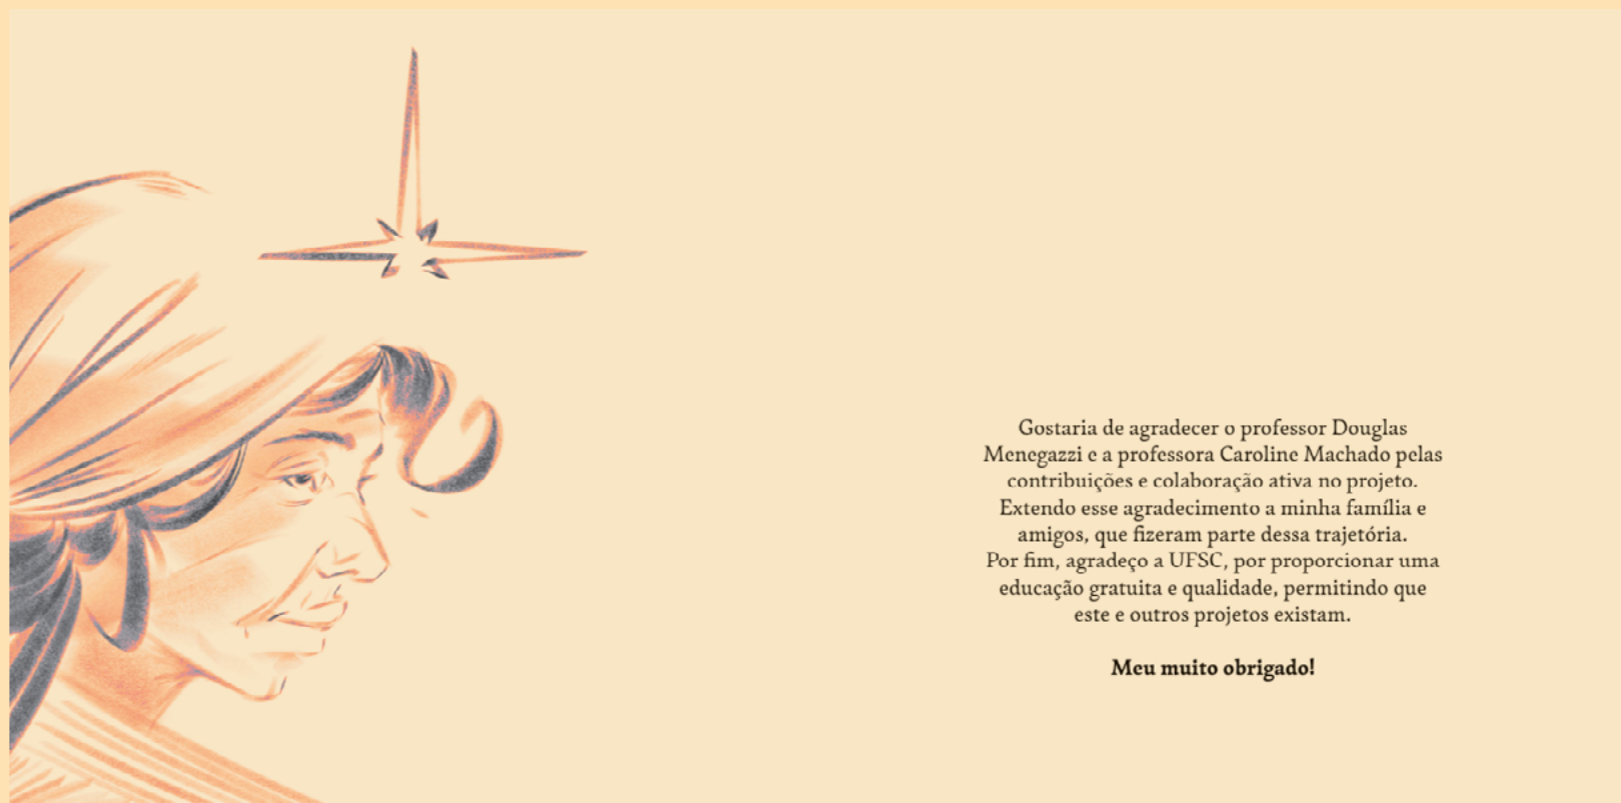 Gostaria de agradecer o professor Douglas
Menegazzi e a professora Caroline Machado pelas
contribuições e colaboração ativa no projeto.
Extendo esse agradecimento a minha família e
amigos, que fizeram parte dessa trajetória.
Por fim, agradeço a UFSC, por proporcionar uma
educação gratuita e qualidade, permitindo que
este e outros projetos existam.
Meu muito obrigado!